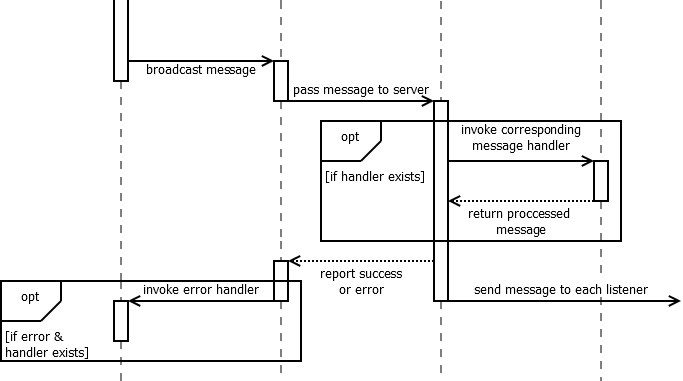 broadcast message
pass message to server
opt
invoke corresponding
message handler
[if handler exists]
return proccessed
message
report success
or error
opt
invoke error handler
send message to each listener
[if error &
handler exists]